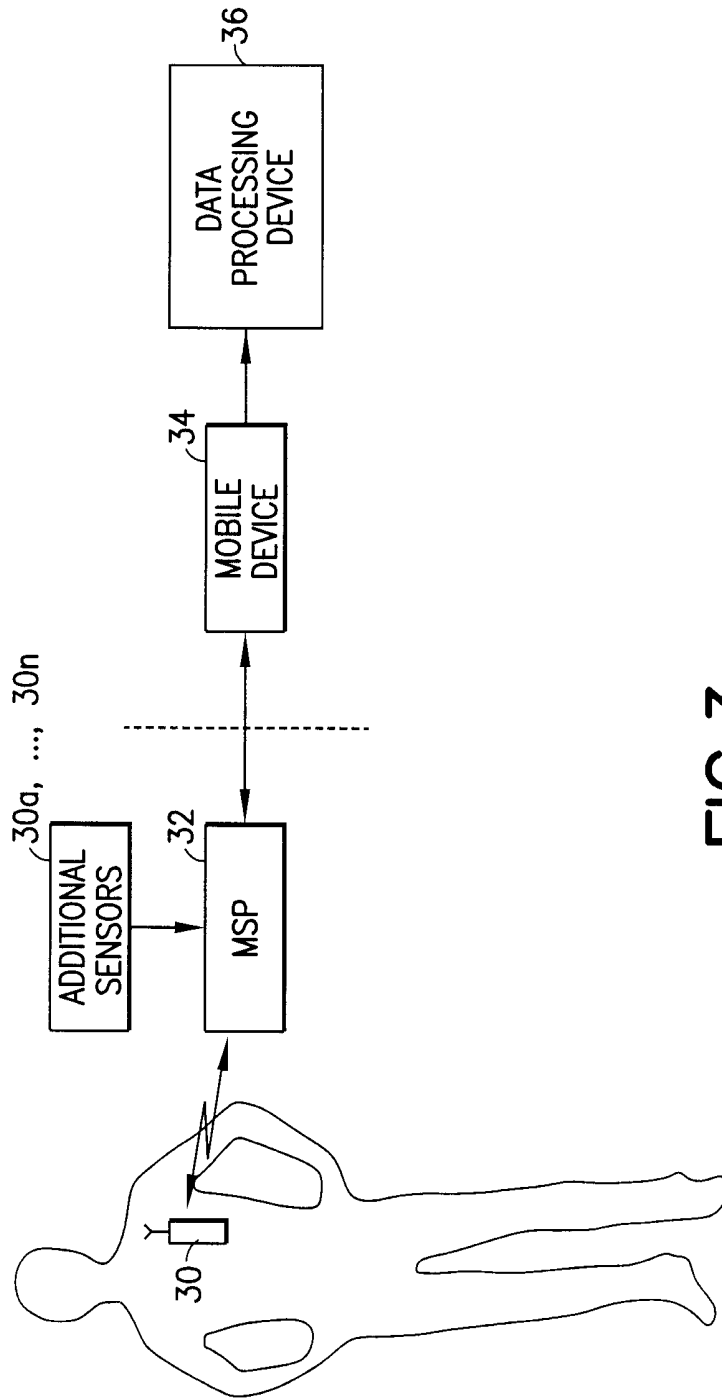 30a, ..., 30n
ADDITIONAL
SENSORS
32
MSP
34
MOBILE
DEVICE
36
DATA
PROCESSING
DEVICE
30
FIG. 3